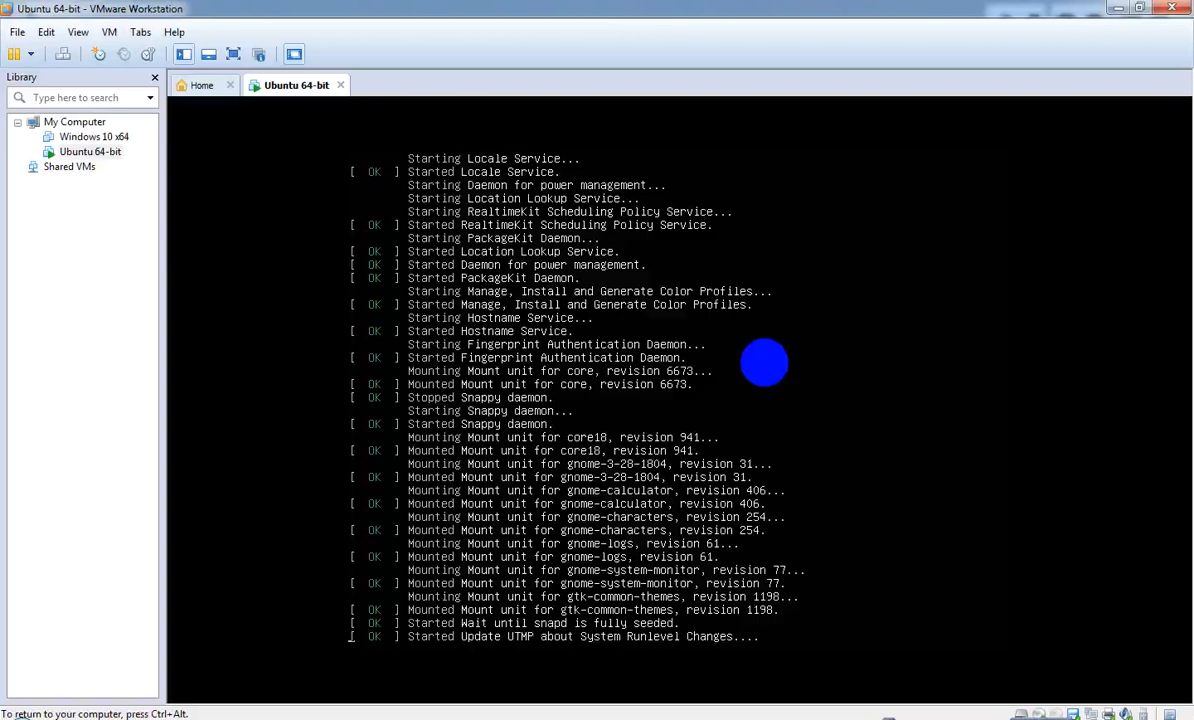 Ubuntu 64-bit - VMware Workstation
File Edit View VM Tabs Help
Library
Type here to search
My Computer
Windows 10 x64
Ubuntu 64-bit
Shared VMs
Home
Ubuntu 64-bit
Starting Locale Service...
[ OK ] Started Locale Service.
Starting Daemon for power management...
Starting Location Lookup Service...
Starting RealtimeKit Scheduling Policy Service...
[ OK ] Started RealtimeKit Scheduling Policy Service.
Starting PackageKit Daemon...
[ OK ] Started Location Lookup Service.
[ OK ] Started Daemon for power management.
[ OK ] Started PackageKit Daemon.
Starting Manage, Install and Generate Color Profiles...
[ OK ] Started Manage, Install and Generate Color Profiles.
Starting Hostname Service...
[ OK ] Started Hostname Service.
Starting Fingerprint Authentication Daemon...
[ OK ] Started Fingerprint Authentication Daemon.
Mounting Mount unit for core, revision 6673...
[ OK ] Mounted Mount unit for core, revision 6673.
[ OK ] Stopped Snappy daemon.
Starting Snappy daemon...
[ OK ] Started Snappy daemon.
Mounting Mount unit for core18, revision 941...
[ OK ] Mounted Mount unit for core18, revision 941.
Mounting Mount unit for gnome-3-28-1804, revision 31...
[ OK ] Mounted Mount unit for gnome-3-28-1804, revision 31.
Mounting Mount unit for gnome-calculator, revision 406...
[ OK ] Mounted Mount unit for gnome-calculator, revision 406.
Mounting Mount unit for gnome-characters, revision 254...
[ OK ] Mounted Mount unit for gnome-characters, revision 254.
Mounting Mount unit for gnome-logs, revision 61...
[ OK ] Mounted Mount unit for gnome-logs, revision 61.
Mounting Mount unit for gnome-system-monitor, revision 77...
[ OK ] Mounted Mount unit for gnome-system-monitor, revision 77.
Mounting Mount unit for gtk-common-themes, revision 1198...
[ OK ] Mounted Mount unit for gtk-common-themes, revision 1198.
[ OK ] Started Wait until snapd is fully seeded.
[ OK ] Started Update UTMP about System Runlevel Changes....
To return to your computer, press Ctrl+Alt.